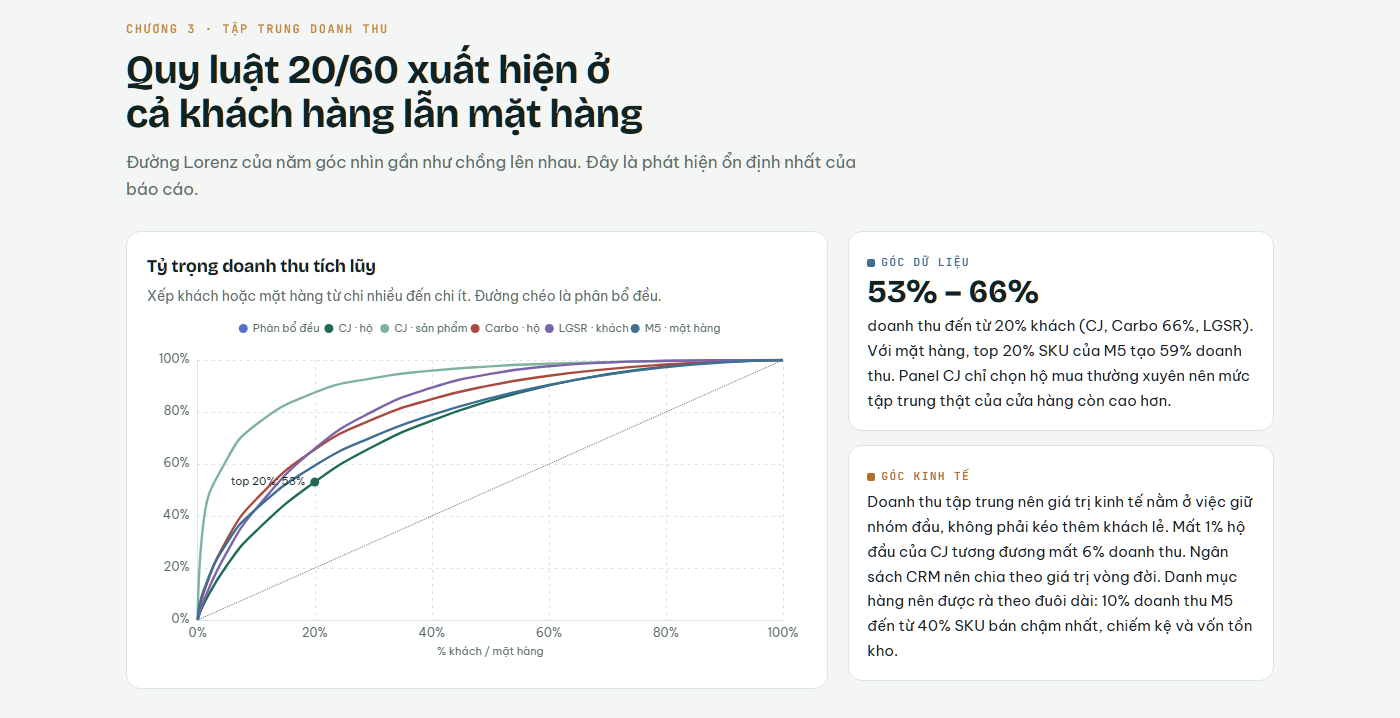 CHƯƠNG 3 · TẬP TRUNG DOANH THU
Quy luật 20/60 xuất hiện ở
cả khách hàng lẫn mặt hàng
Đường Lorenz của năm góc nhìn gần như chồng lên nhau. Đây là phát hiện ổn định nhất của
báo cáo.
Tỷ trọng doanh thu tích lũy
Xếp khách hoặc mặt hàng từ chi nhiều đến chi ít. Đường chéo là phân bổ đều.
Phân bổ đều CJ · hộ CJ · sản phẩm Carbo · hộ LGSR · khách M5 · mặt hàng
100%
80%
60%
top 20%: 53%
40%
20%
0%
0% 20% 40% 60% 80% 100%
% khách / mặt hàng
GÓC DỮ LIỆU
53% – 66%
doanh thu đến từ 20% khách (CJ, Carbo 66%, LGSR).
Với mặt hàng, top 20% SKU của M5 tạo 59% doanh
thu. Panel CJ chỉ chọn hộ mua thường xuyên nên mức
tập trung thật của cửa hàng còn cao hơn.
GÓC KINH TẾ
Doanh thu tập trung nên giá trị kinh tế nằm ở việc giữ
nhóm đầu, không phải kéo thêm khách lẻ. Mất 1% hộ
đầu của CJ tương đương mất 6% doanh thu. Ngân
sách CRM nên chia theo giá trị vòng đời. Danh mục
hàng nên được rà theo đuôi dài: 10% doanh thu M5
đến từ 40% SKU bán chậm nhất, chiếm kệ và vốn tồn
kho.